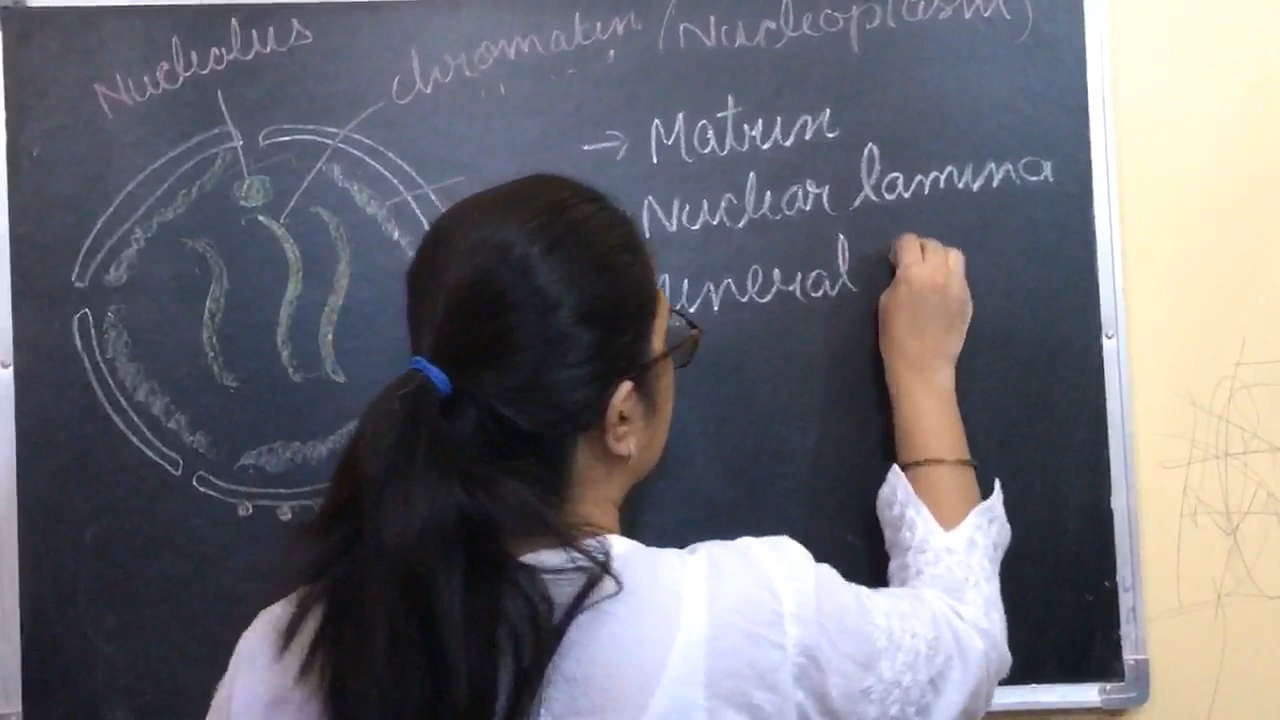 Nucleolus
chromatin (Nucleoplasm)
→ Matrix
Nuclear lamina
mineral